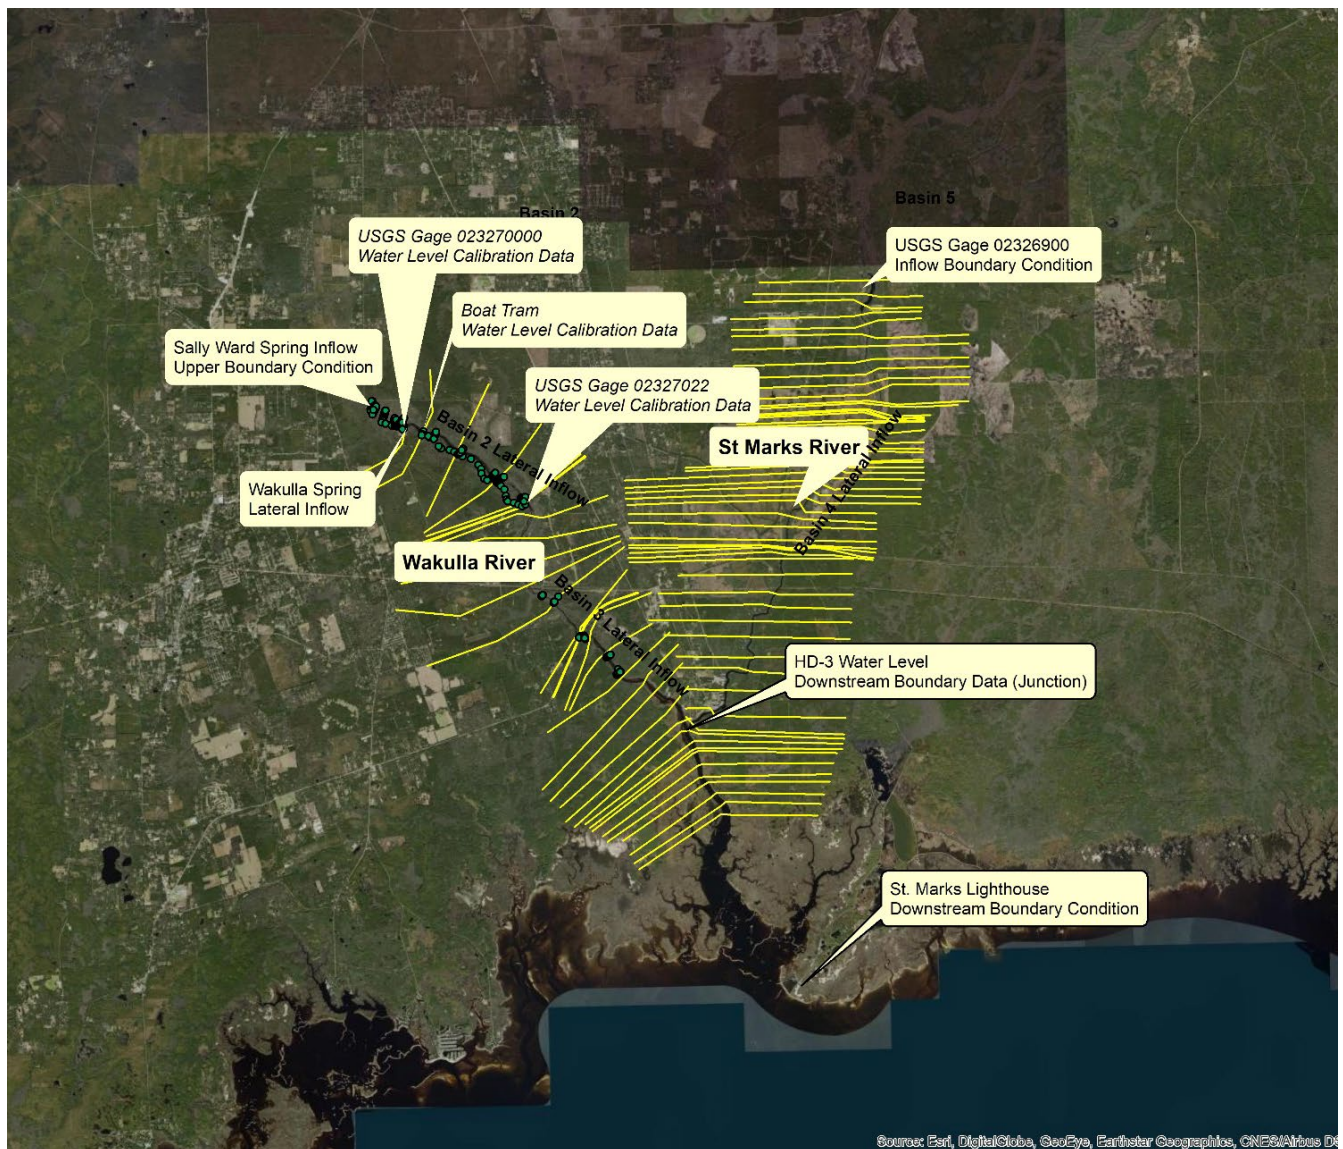 Basin 5
Basin 2
USGS Gage 023270000
Water Level Calibration Data
USGS Gage 02326900
Inflow Boundary Condition
Boat Tram
Water Level Calibration Data
Sally Ward Spring Inflow
Upper Boundary Condition
USGS Gage 02327022
Water Level Calibration Data
Basin 2 Lateral Inflow
St Marks River
Wakulla Spring
Lateral Inflow
Basin 4 Lateral Inflow
Wakulla River
Basin 3 Lateral Inflow
HD-3 Water Level
Downstream Boundary Data (Junction)
St. Marks Lighthouse
Downstream Boundary Condition
Source: Esri, DigitalGlobe, GeoEye, Earthstar Geographics, CNES/Airbus DS